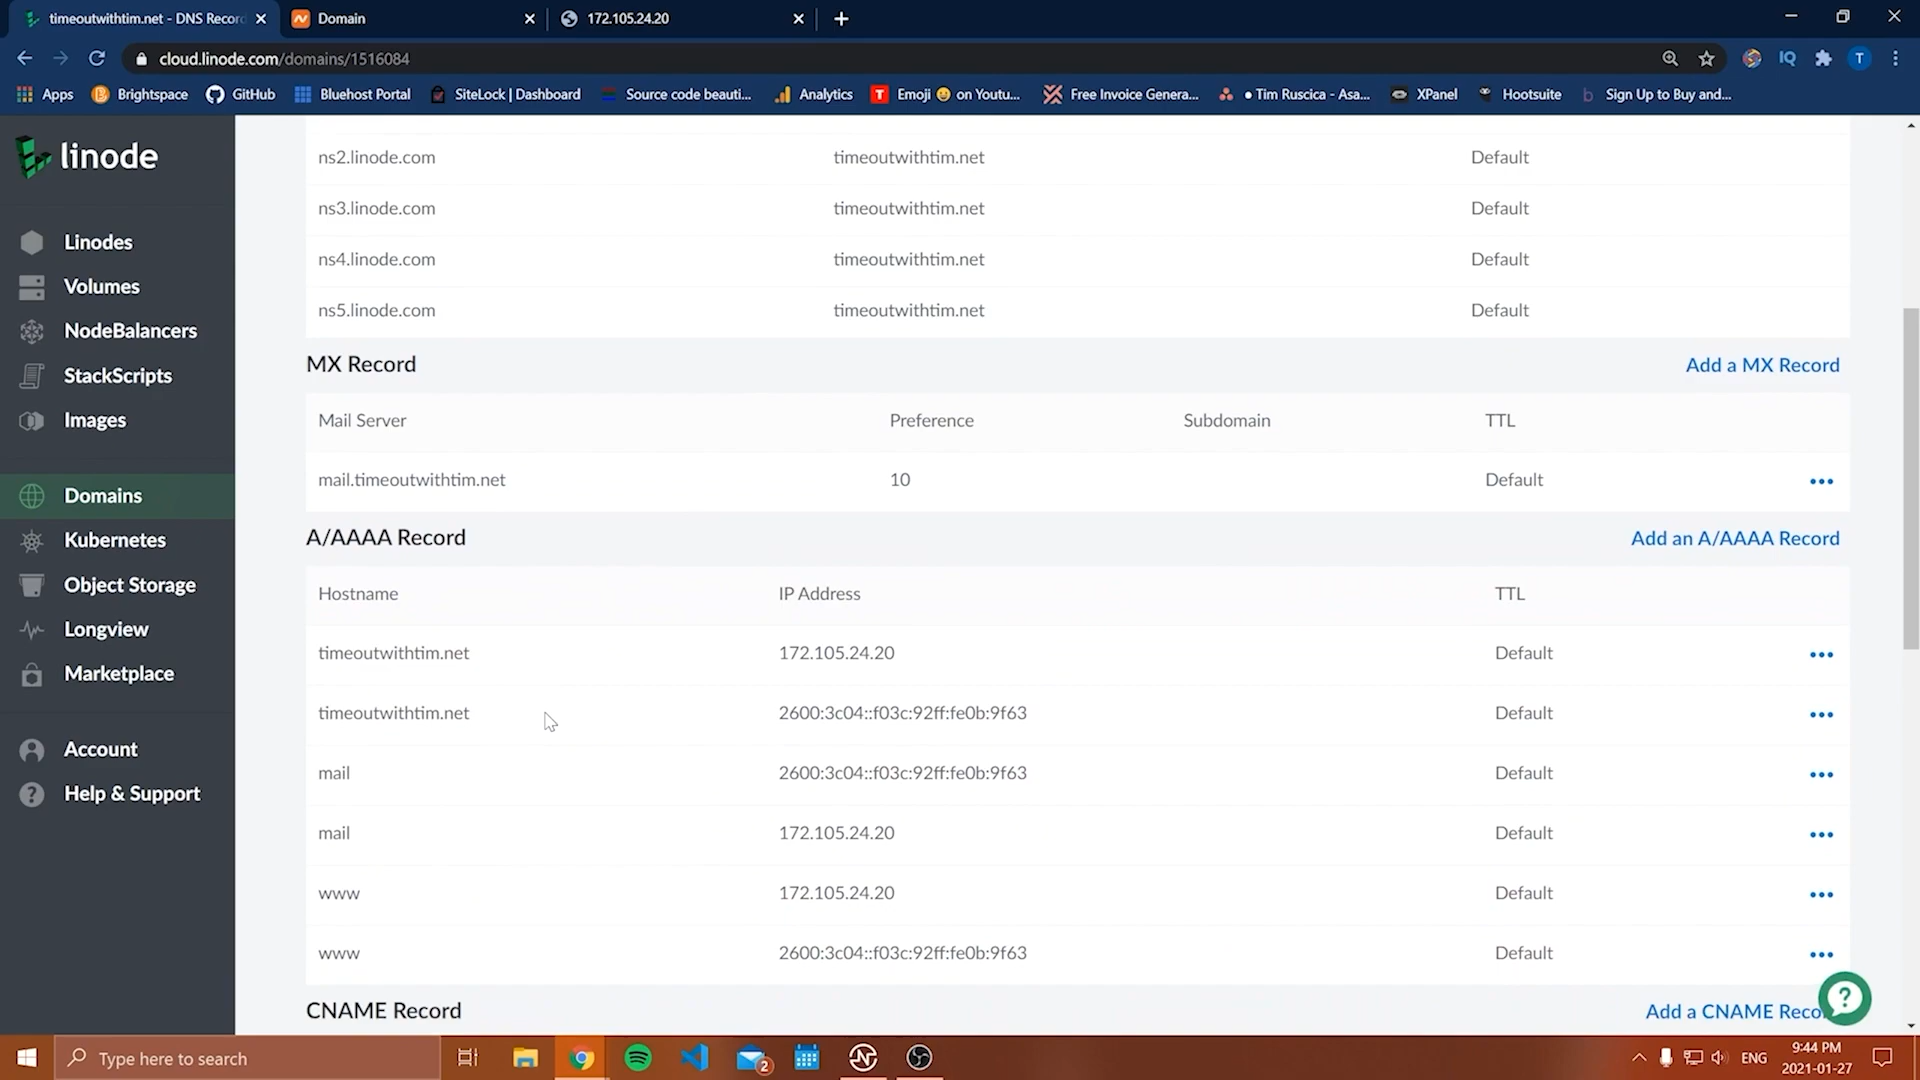 timeoutwithtim.net - DNS Record
Domain
172.105.24.20
cloud.linode.com/domains/1516084
IQ
T
Apps
Brightspace
GitHub
Bluehost Portal
SiteLock | Dashboard
Source code beauti...
Analytics
T Emoji 😀 on Youtu...
Free Invoice Genera...
• Tim Ruscica - Asa...
XPanel
Hootsuite
b Sign Up to Buy and...
linode
Linodes
Volumes
NodeBalancers
StackScripts
Images
Domains
Kubernetes
Object Storage
Longview
Marketplace
Account
Help & Support
ns2.linode.com timeoutwithtim.net Default
ns3.linode.com timeoutwithtim.net Default
ns4.linode.com timeoutwithtim.net Default
ns5.linode.com timeoutwithtim.net Default
MX Record Add a MX Record
Mail Server Preference Subdomain TTL
mail.timeoutwithtim.net 10 Default •••
A/AAAA Record Add an A/AAAA Record
Hostname IP Address TTL
timeoutwithtim.net 172.105.24.20 Default •••
timeoutwithtim.net 2600:3c04::f03c:92ff:fe0b:9f63 Default •••
mail 2600:3c04::f03c:92ff:fe0b:9f63 Default •••
mail 172.105.24.20 Default •••
www 172.105.24.20 Default •••
www 2600:3c04::f03c:92ff:fe0b:9f63 Default •••
CNAME Record Add a CNAME Reco
?
Type here to search
2
ENG
9:44 PM
2021-01-27